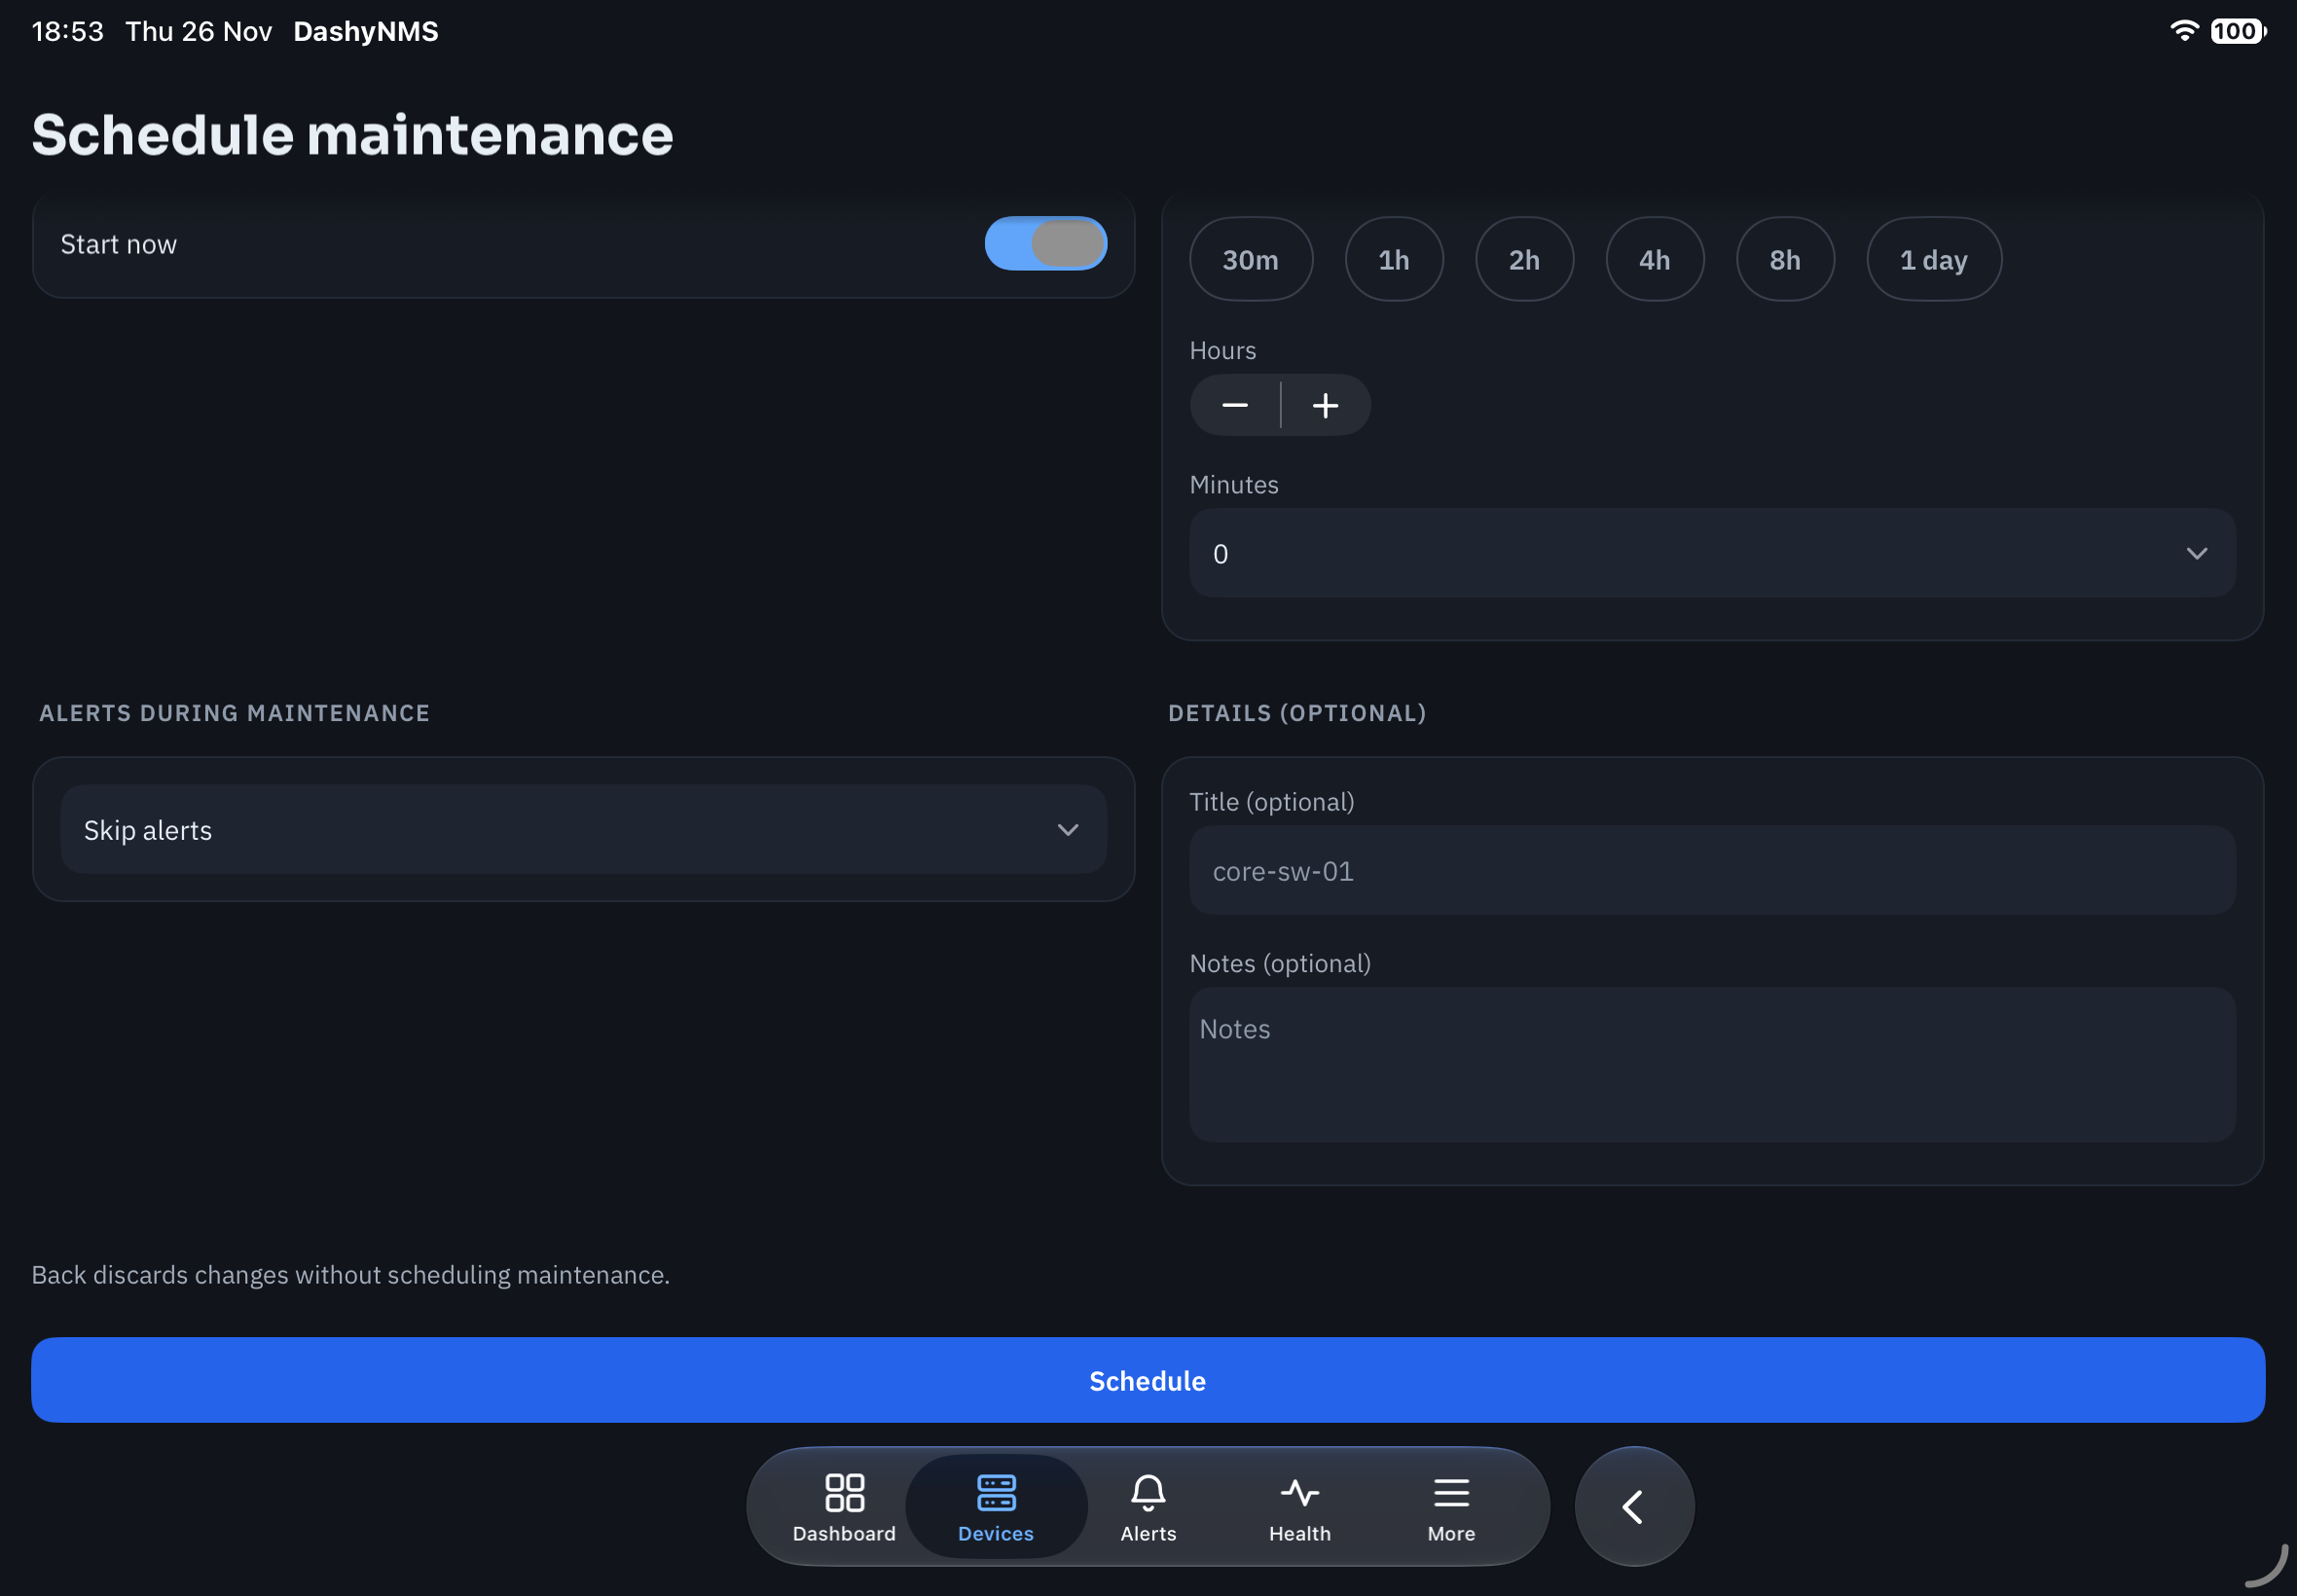 18:53 Thu 26 Nov DashyNMS
100
Schedule maintenance
Start now
30m 1h 2h 4h 8h 1 day
Hours
Minutes
0
ALERTS DURING MAINTENANCE
Skip alerts
DETAILS (OPTIONAL)
Title (optional)
core-sw-01
Notes (optional)
Notes
Back discards changes without scheduling maintenance.
Schedule
Dashboard Devices Alerts Health More